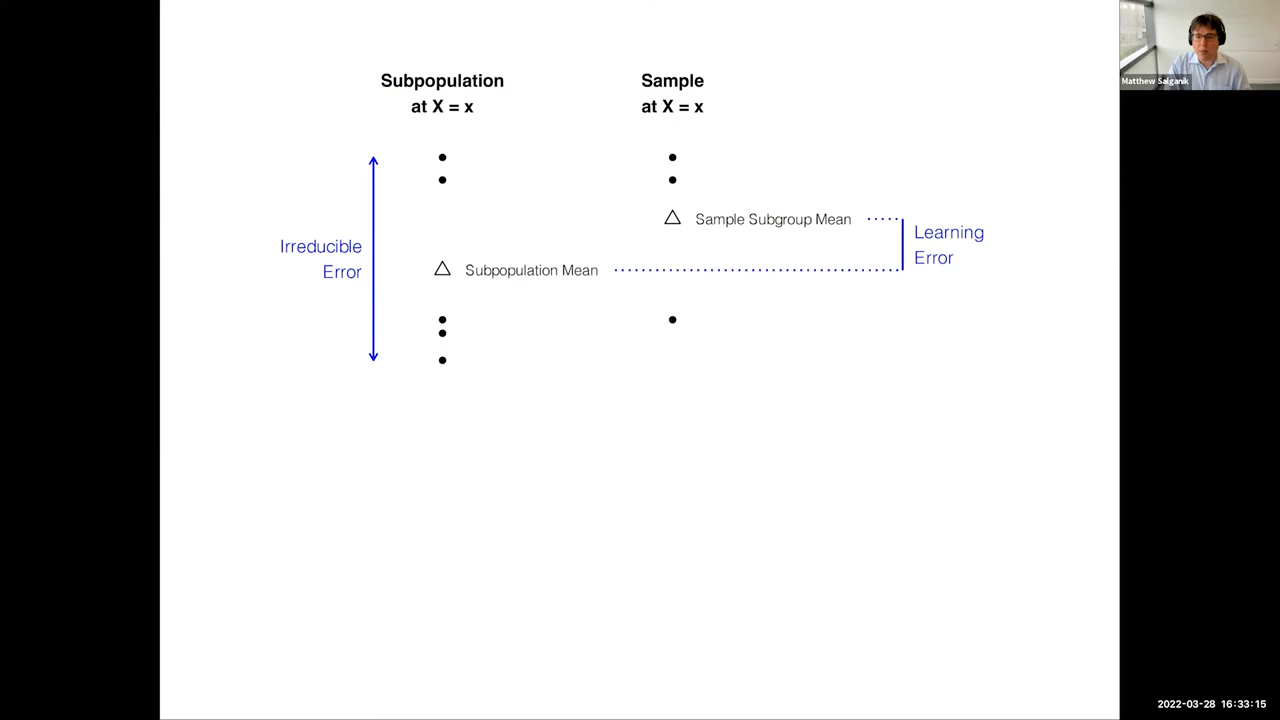 Subpopulation
at X = x
Sample
at X = x
Sample Subgroup Mean
Learning
Error
Irreducible
Error
Subpopulation Mean
Matthew Salganik
2022-03-28 16:33:15